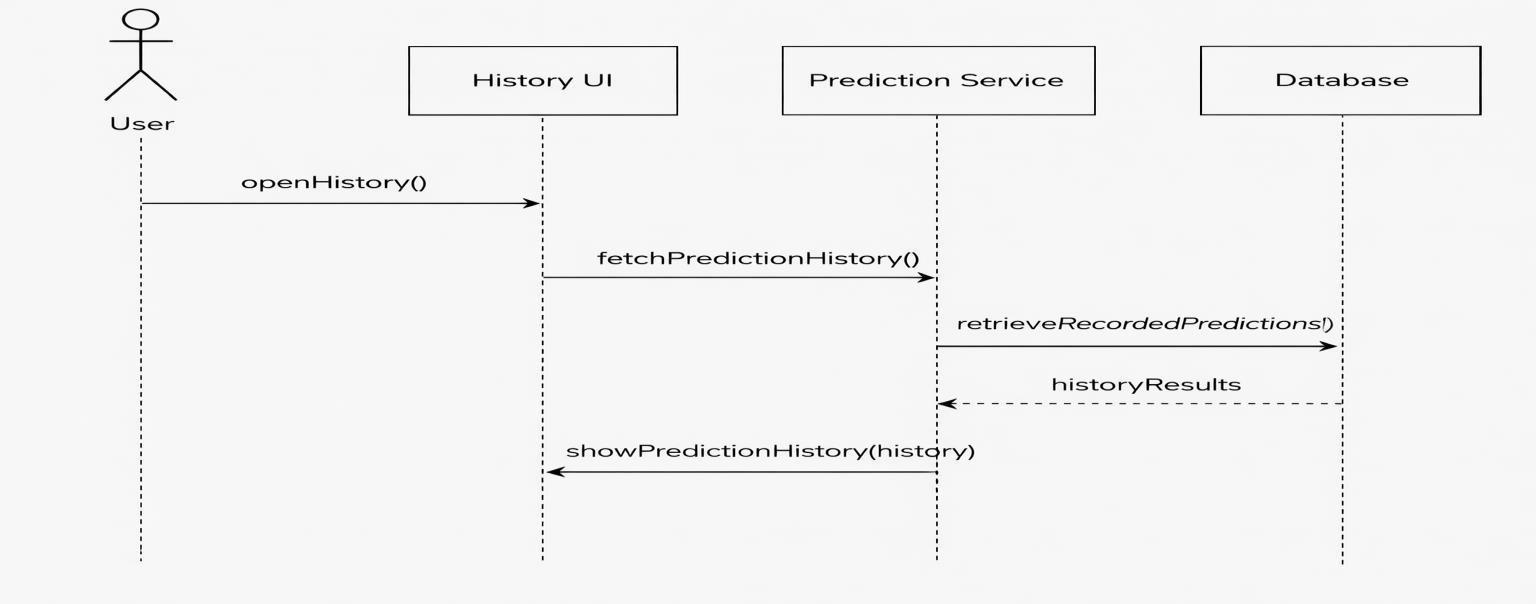 History UI
Prediction Service
Database
User
openHistory()
fetchPredictionHistory()
retrieveRecordedPredictions()
historyResults
showPredictionHistory(history)